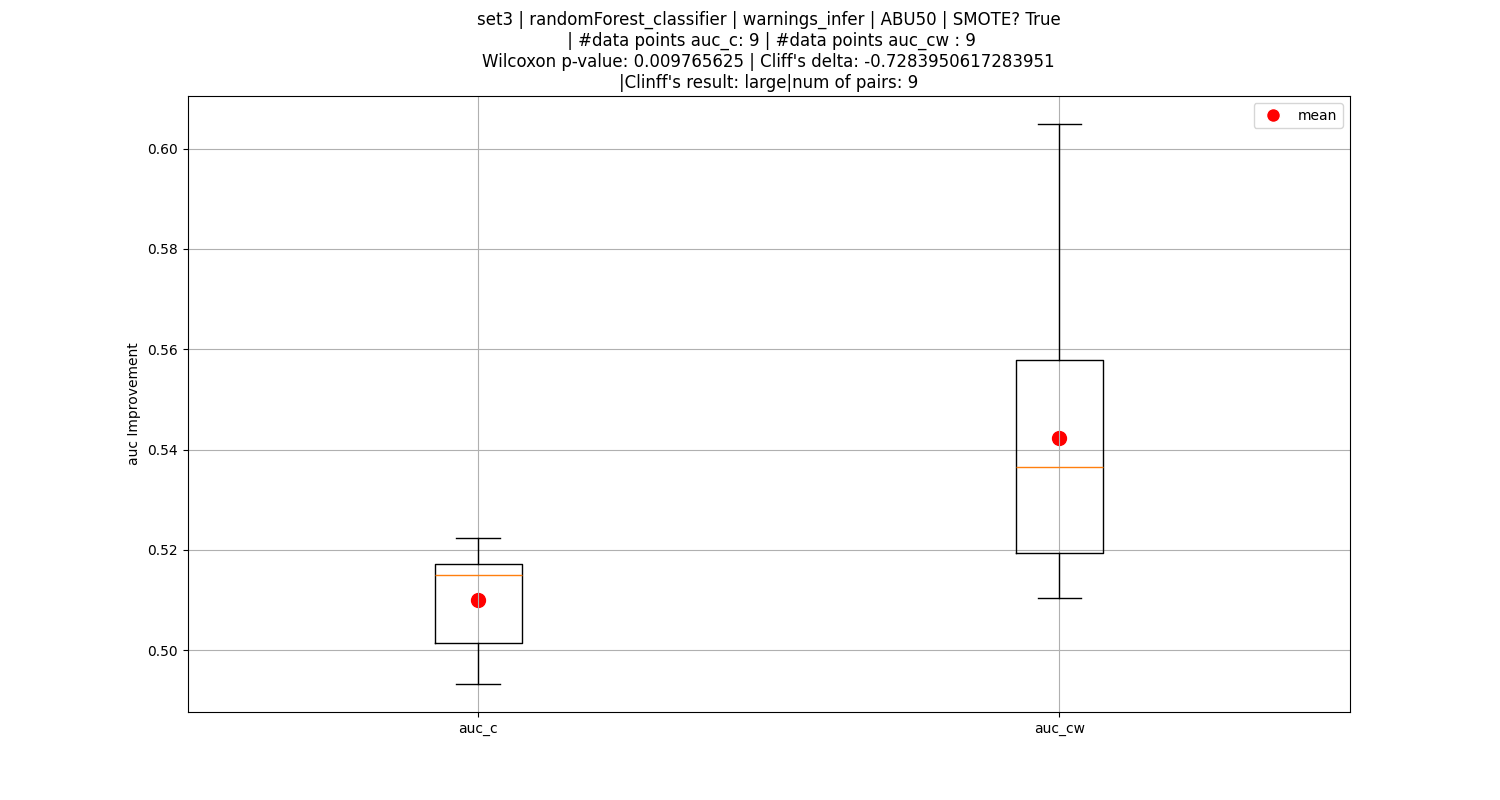 set3 | randomForest_classifier | warnings_infer | ABU50 | SMOTE? True
| #data points auc_c: 9 | #data points auc_cw : 9
Wilcoxon p-value: 0.009765625 | Cliff's delta: -0.7283950617283951
|Clinff's result: large|num of pairs: 9
mean
0.60
0.58
0.56
0.54
0.52
0.50
auc Improvement
auc_c
auc_cw